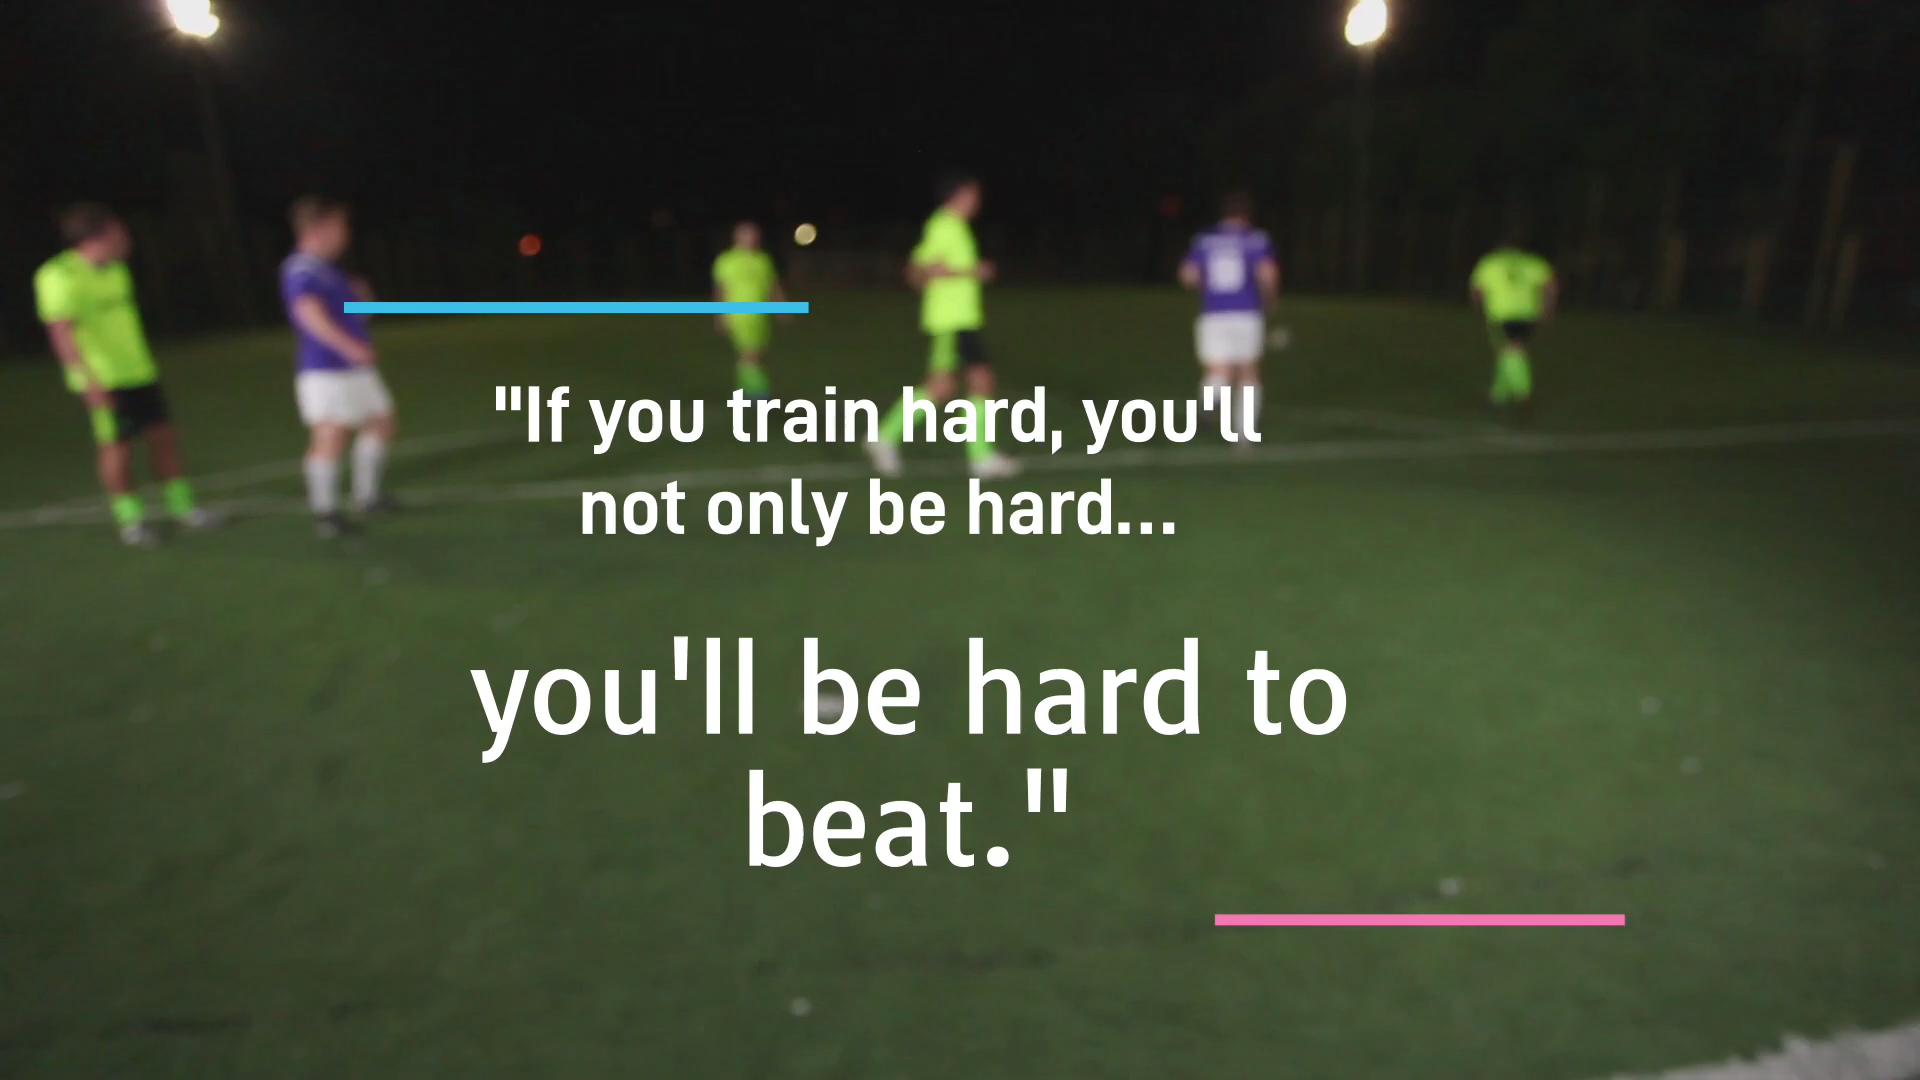 "If you train hard, you'll
not only be hard...
you'll be hard to
beat."